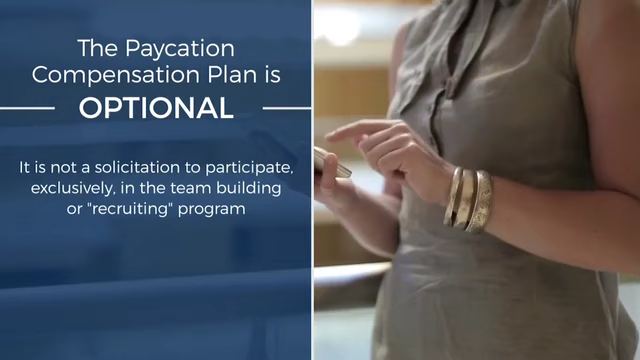 The Paycation
Compensation Plan is
OPTIONAL
It is not a solicitation to participate,
exclusively, in the team building
or "recruiting" program